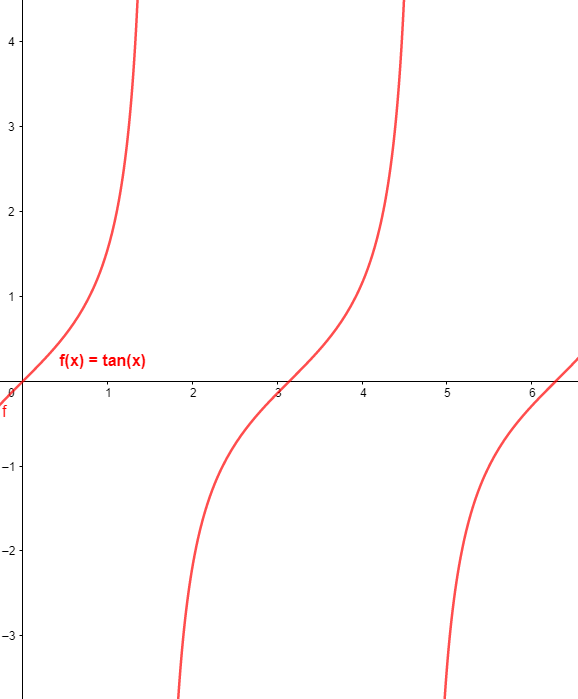 4
3
2
1
f(x) = tan(x)
0 1 2 3 4 5 6
f
–1
–2
–3